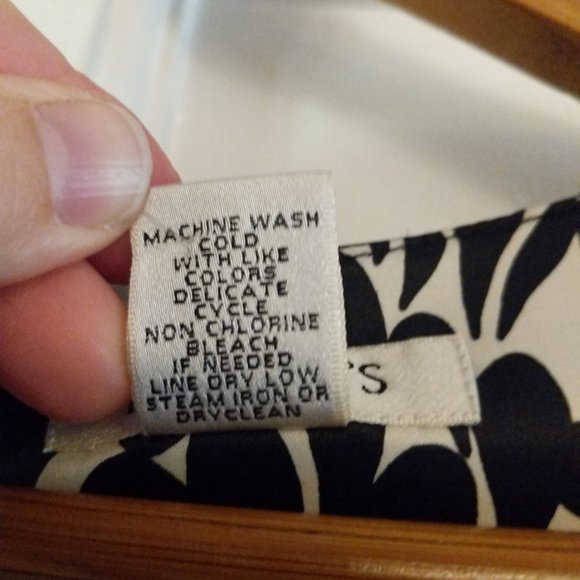 MACHINE WASH
COLD
WITH LIKE
COLORS
DELICATE
CYCLE
NON CHLORINE
BLEACH
IF NEEDED
LINE DRY LOW
STEAM IRON OR
DRYCLEAN
'S